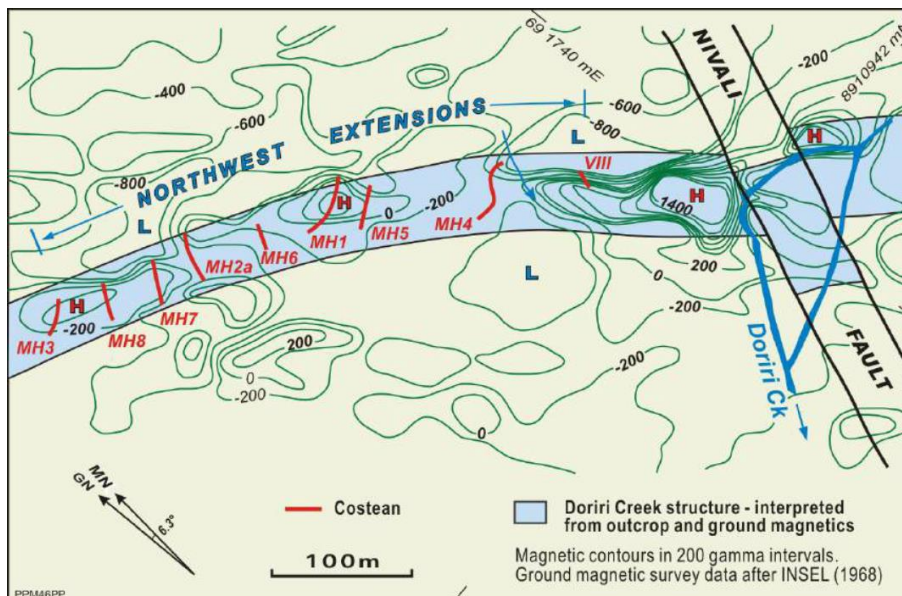 69 1740 mE
8910942 mN
NIVALI
FAULT
-200
-400
-600
-600
-800
-800
NORTHWEST EXTENSIONS
L
L
L
H
H
H
H
VIII
1400
0
-200
MH4
MH5
MH1
MH6
MH2a
MH7
MH8
MH3
-200
200
0
-200
200
0
-200
-200
0
Doriri Ck
MN
GN
6.3°
Costean
100m
Doriri Creek structure - interpreted
from outcrop and ground magnetics
Magnetic contours in 200 gamma intervals.
Ground magnetic survey data after INSEL (1968)
PPM46PP